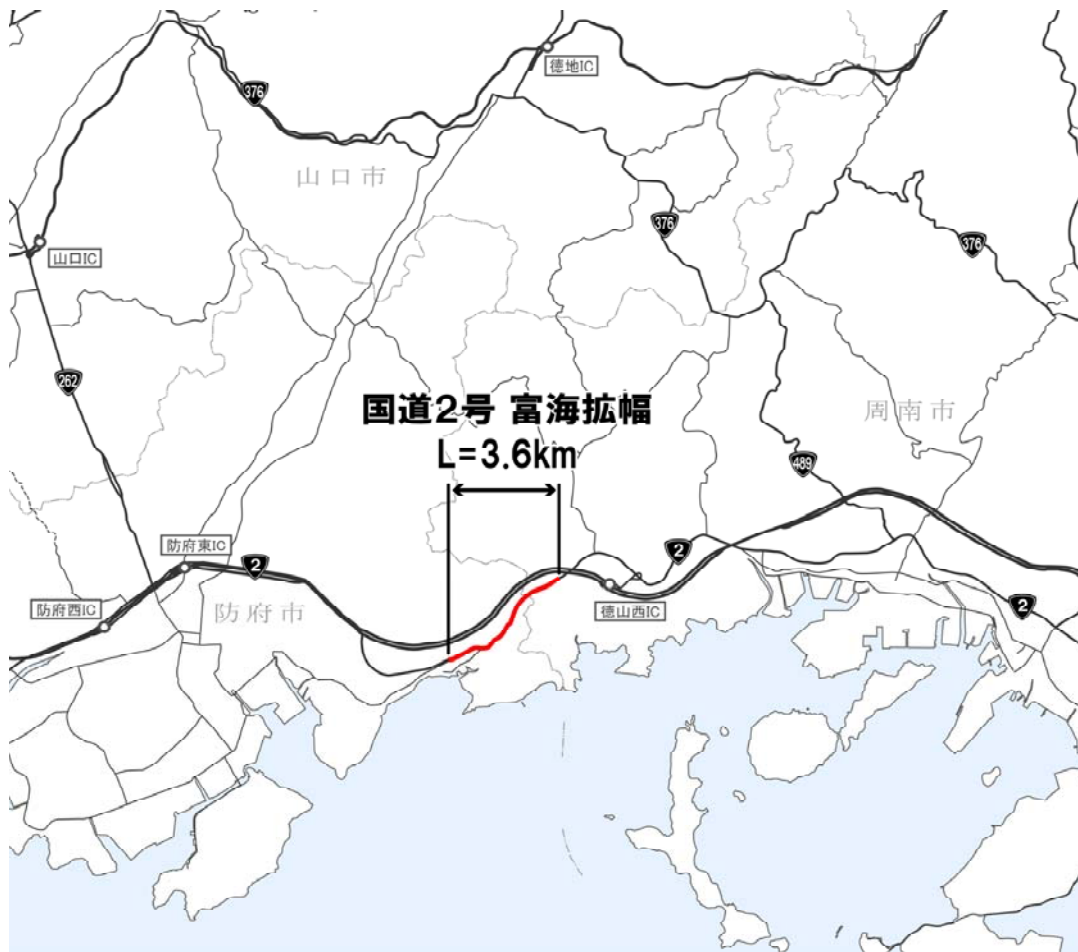 徳地IC
376
山口市
376
376
山口IC
262
国道2号 富海拡幅
L=3.6km
周南市
489
防府東IC
2
2
防府西IC
防府市
徳山西IC
2